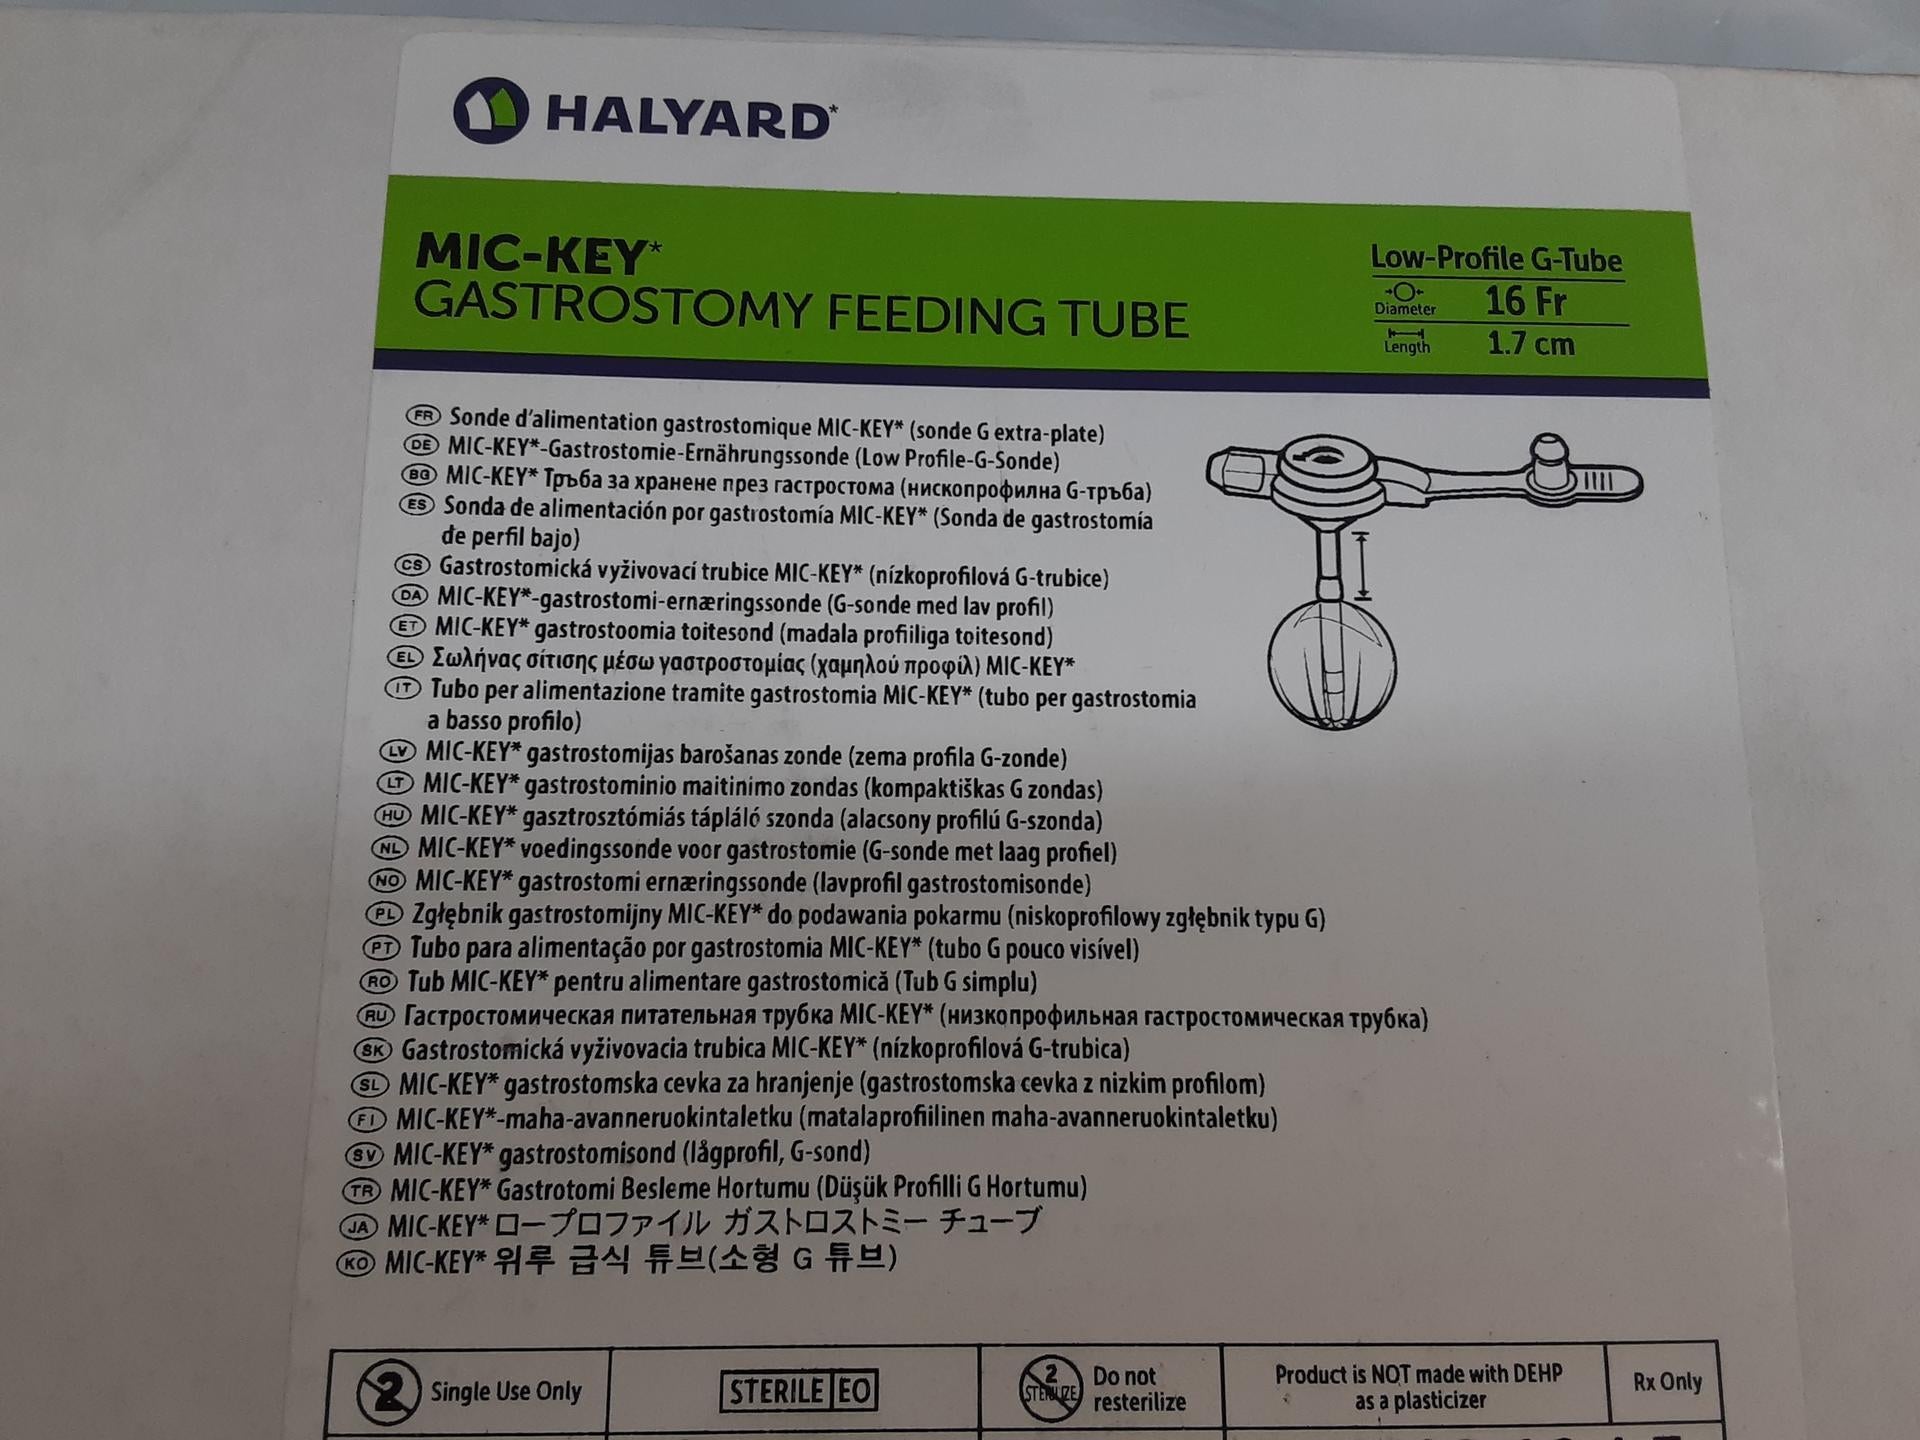 HALYARD*
MIC-KEY*
GASTROSTOMY FEEDING TUBE
Low-Profile G-Tube
Diameter 16 Fr
Length 1.7 cm
FR Sonde d'alimentation gastrostomique MIC-KEY* (sonde G extra-plate)
DE MIC-KEY*-Gastrostomie-Ernährungssonde (Low Profile-G-Sonde)
BG MIC-KEY* Тръба за хранене през гастростома (нископрофилна G-тръба)
ES Sonda de alimentación por gastrostomía MIC-KEY* (Sonda de gastrostomía
de perfil bajo)
CS Gastrostomická vyživovací trubice MIC-KEY* (nízkoprofilová G-trubice)
DA MIC-KEY*-gastrostomi-ernæringssonde (G-sonde med lav profil)
ET MIC-KEY* gastrostoomia toitesond (madala profiiliga toitesond)
EL Σωλήνας σίτισης μέσω γαστροστομίας (χαμηλού προφίλ) MIC-KEY*
IT Tubo per alimentazione tramite gastrostomia MIC-KEY* (tubo per gastrostomia
a basso profilo)
LV MIC-KEY* gastrostomijas barošanas zonde (zema profila G-zonde)
LT MIC-KEY* gastrostominio maitinimo zondas (kompaktiškas G zondas)
HU MIC-KEY* gasztrosztómiás tápláló szonda (alacsony profilú G-szonda)
NL MIC-KEY* voedingssonde voor gastrostomie (G-sonde met laag profiel)
NO MIC-KEY* gastrostomi ernæringssonde (lavprofil gastrostomisonde)
PL Zgłębnik gastrostomijny MIC-KEY* do podawania pokarmu (niskoprofilowy zgłębnik typu G)
PT Tubo para alimentação por gastrostomia MIC-KEY* (tubo G pouco visível)
RO Tub MIC-KEY* pentru alimentare gastrostomică (Tub G simplu)
RU Гастростомическая питательная трубка MIC-KEY* (низкопрофильная гастростомическая трубка)
SK Gastrostomická vyživovacia trubica MIC-KEY* (nízkoprofilová G-trubica)
SL MIC-KEY* gastrostomska cevka za hranjenje (gastrostomska cevka z nizkim profilom)
FI MIC-KEY*-maha-avanneruokintaletku (matalaprofiilinen maha-avanneruokintaletku)
SV MIC-KEY* gastrostomisond (lågprofil, G-sond)
TR MIC-KEY* Gastrotomi Besleme Hortumu (Düşük Profilli G Hortumu)
JA MIC-KEY* ロープロファイル ガストロストミー チューブ
KO MIC-KEY* 위루 급식 튜브(소형 G 튜브)
2 Single Use Only
STERILE EO
2 STERILIZE Do not
resterilize
Product is NOT made with DEHP
as a plasticizer
Rx Only